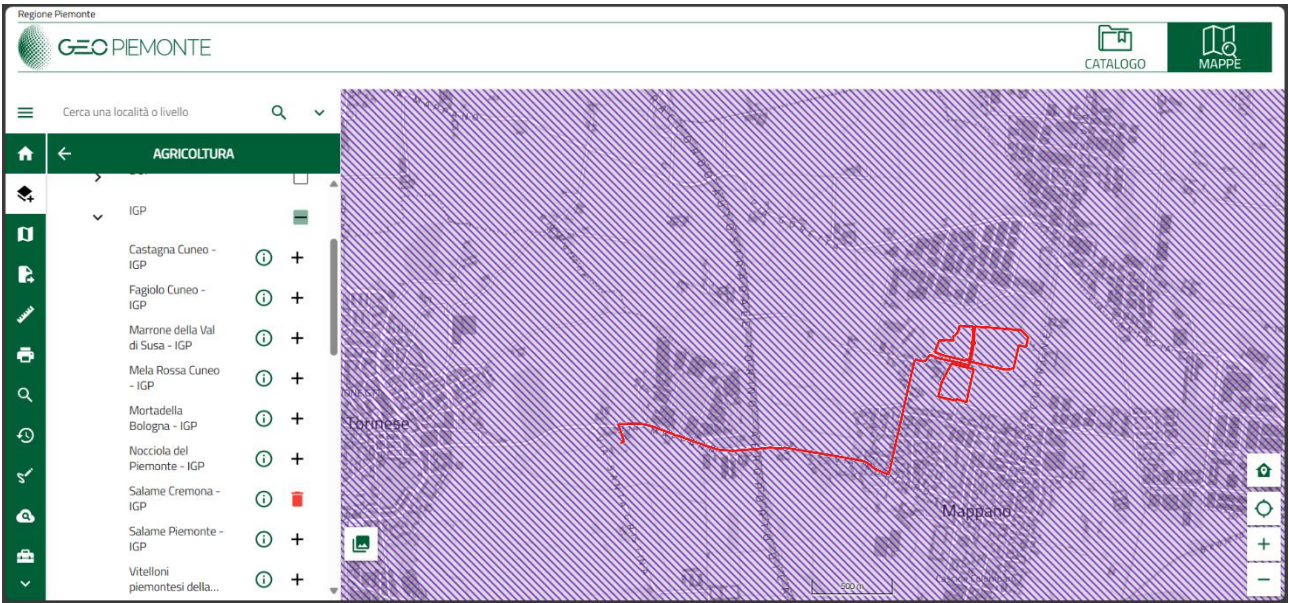 Regione Piemonte
GEO PIEMONTE
CATALOGO
MAPPE
Cerca una località o livello
AGRICOLTURA
IGP
Castagna Cuneo -
IGP
Fagiolo Cuneo -
IGP
Marrone della Val
di Susa - IGP
Mela Rossa Cuneo
- IGP
Mortadella
Bologna - IGP
Nocciola del
Piemonte - IGP
Salame Cremona -
IGP
Salame Piemonte -
IGP
Vitelloni
piemontesi della...
Torinese
Mappano
500 m